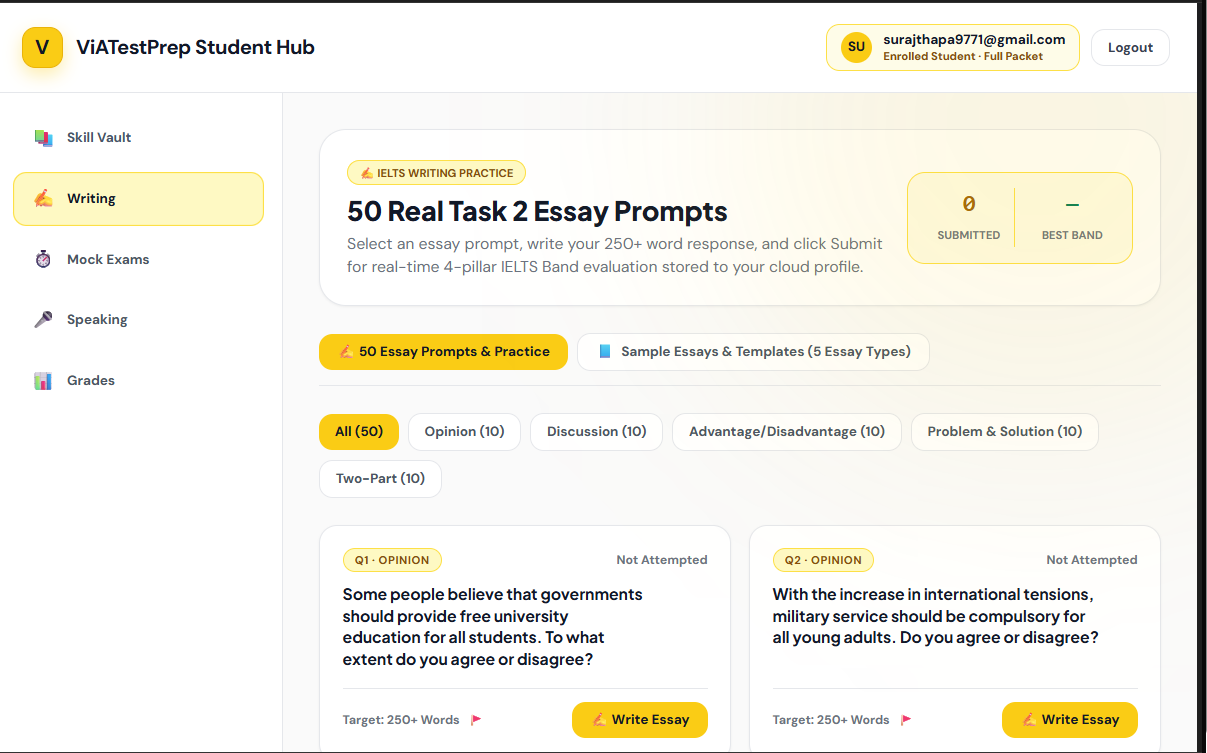 V
ViATestPrep Student Hub
SU
surajthapa9771@gmail.com
Enrolled Student · Full Packet
Logout
Skill Vault
Writing
Mock Exams
Speaking
Grades
IELTS WRITING PRACTICE
50 Real Task 2 Essay Prompts
Select an essay prompt, write your 250+ word response, and click Submit
for real-time 4-pillar IELTS Band evaluation stored to your cloud profile.
0
SUBMITTED
–
BEST BAND
50 Essay Prompts & Practice
Sample Essays & Templates (5 Essay Types)
All (50)
Opinion (10)
Discussion (10)
Advantage/Disadvantage (10)
Problem & Solution (10)
Two-Part (10)
Q1 · OPINION
Not Attempted
Some people believe that governments
should provide free university
education for all students. To what
extent do you agree or disagree?
Target: 250+ Words
Write Essay
Q2 · OPINION
Not Attempted
With the increase in international tensions,
military service should be compulsory for
all young adults. Do you agree or disagree?
Target: 250+ Words
Write Essay